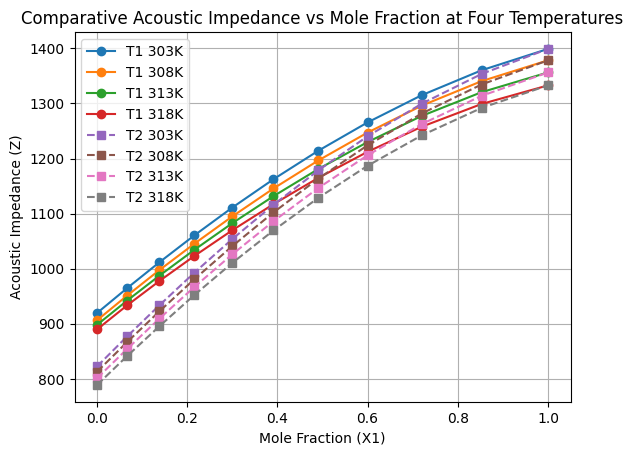 Comparative Acoustic Impedance vs Mole Fraction at Four Temperatures
1400
1300
1200
1100
1000
900
800
Acoustic Impedance (Z)
T1 303K
T1 308K
T1 313K
T1 318K
T2 303K
T2 308K
T2 313K
T2 318K
0.0 0.2 0.4 0.6 0.8 1.0
Mole Fraction (X1)